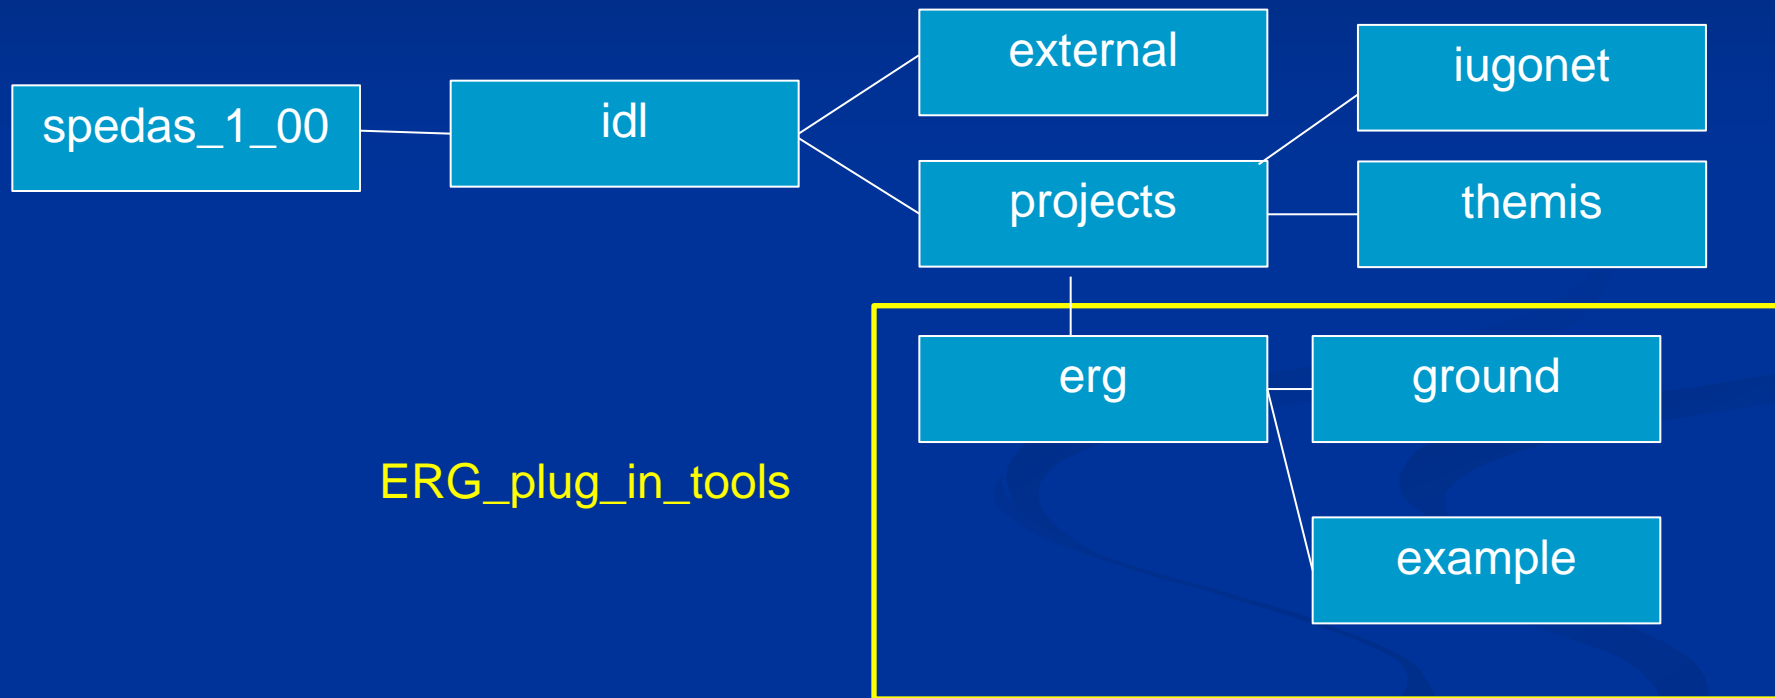 spedas_1_00
idl
external
projects
iugonet
themis
erg
ground
example
ERG_plug_in_tools